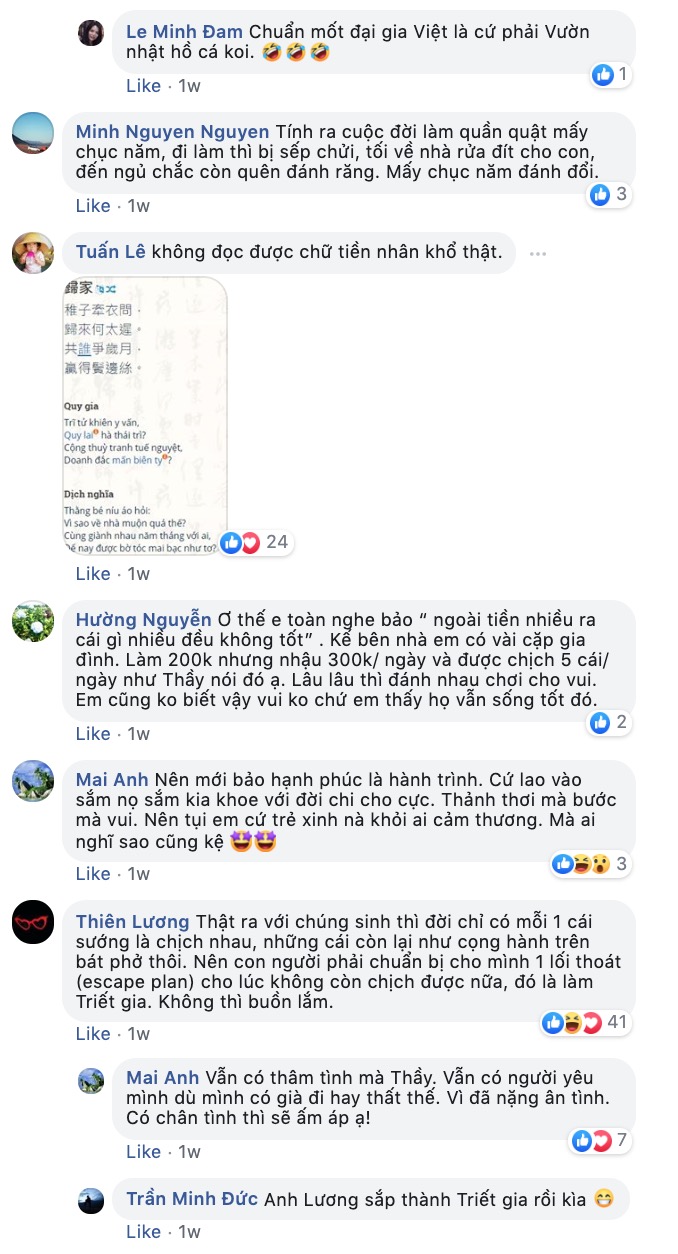 Le Minh Đam Chuẩn mốt đại gia Việt là cứ phải Vườn
nhật hồ cá koi. 🤣🤣🤣
1
Like · 1w
Minh Nguyen Nguyen Tính ra cuộc đời làm quần quật mấy
chục năm, đi làm thì bị sếp chửi, tối về nhà rửa đít cho con,
đến ngủ chắc còn quên đánh răng. Mấy chục năm đánh đổi.
3
Like · 1w
Tuấn Lê không đọc được chữ tiền nhân khổ thật.
歸家
稚子牽衣問，
歸來何太遲。
共誰爭歲月，
贏得鬢邊絲。
Quy gia
Trĩ tử khiên y vấn,
Quy lai hà thái trì?
Cộng thuỳ tranh tuế nguyệt,
Doanh đắc mấn biên ty?
Dịch nghĩa
Thằng bé níu áo hỏi:
Vì sao về nhà muộn quá thế?
Cùng giành nhau năm tháng với ai,
Để nay được bờ tóc mai bạc như tơ?
24
Like · 1w
Hường Nguyễn Ơ thế e toàn nghe bảo “ ngoài tiền nhiều ra
cái gì nhiều đều không tốt” . Kế bên nhà em có vài cặp gia
đình. Làm 200k nhưng nhậu 300k/ ngày và được chịch 5 cái/
ngày như Thầy nói đó ạ. Lâu lâu thì đánh nhau chơi cho vui.
Em cũng ko biết vậy vui ko chứ em thấy họ vẫn sống tốt đó.
2
Like · 1w
Mai Anh Nên mới bảo hạnh phúc là hành trình. Cứ lao vào
sắm nọ sắm kia khoe với đời chi cho cực. Thảnh thơi mà bước
mà vui. Nên tụi em cứ trẻ xinh nà khỏi ai cảm thương. Mà ai
nghĩ sao cũng kệ 🤩🤩
3
Like · 1w
Thiên Lương Thật ra với chúng sinh thì đời chỉ có mỗi 1 cái
sướng là chịch nhau, những cái còn lại như cọng hành trên
bát phở thôi. Nên con người phải chuẩn bị cho mình 1 lối thoát
(escape plan) cho lúc không còn chịch được nữa, đó là làm
Triết gia. Không thì buồn lắm.
41
Like · 1w
Mai Anh Vẫn có thâm tình mà Thầy. Vẫn có người yêu
mình dù mình có già đi hay thất thế. Vì đã nặng ân tình.
Có chân tình thì sẽ ấm áp ạ!
7
Like · 1w
Trần Minh Đức Anh Lương sắp thành Triết gia rồi kìa 😁
Like · 1w